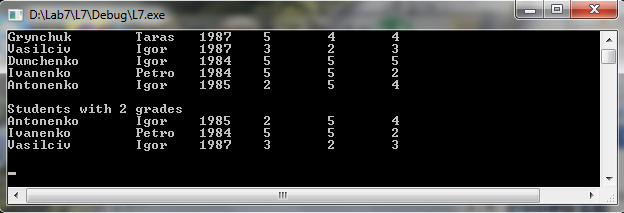 D:\Lab7\L7\Debug\L7.exe
Grynchuk Taras 1987 5 4 4
Vasilciv Igor 1987 3 2 3
Dumchenko Igor 1984 5 5 5
Ivanenko Petro 1984 5 5 2
Antonenko Igor 1985 2 5 4
Students with 2 grades
Antonenko Igor 1985 2 5 4
Ivanenko Petro 1984 5 5 2
Vasilciv Igor 1987 3 2 3